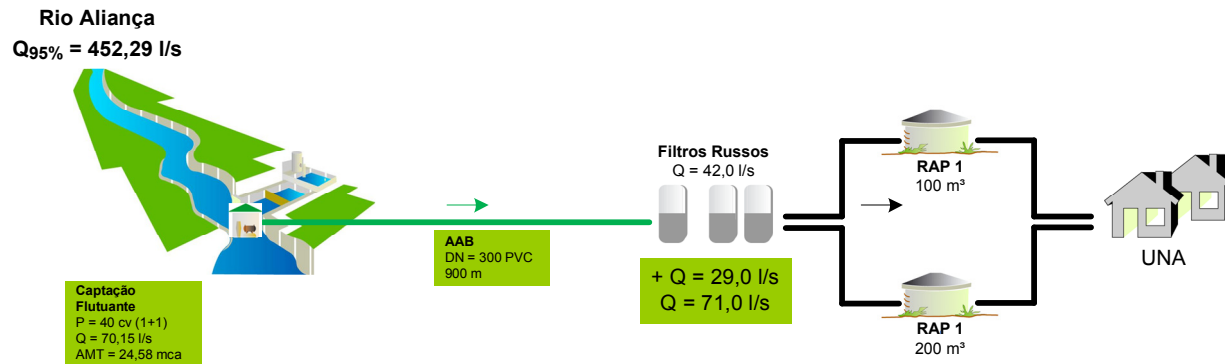 Rio Aliança
Q95% = 452,29 l/s
Captação
Flutuante
P = 40 cv (1+1)
Q = 70,15 l/s
AMT = 24,58 mca
AAB
DN = 300 PVC
900 m
Filtros Russos
Q = 42,0 l/s
+ Q = 29,0 l/s
Q = 71,0 l/s
RAP 1
100 m³
RAP 1
200 m³
UNA